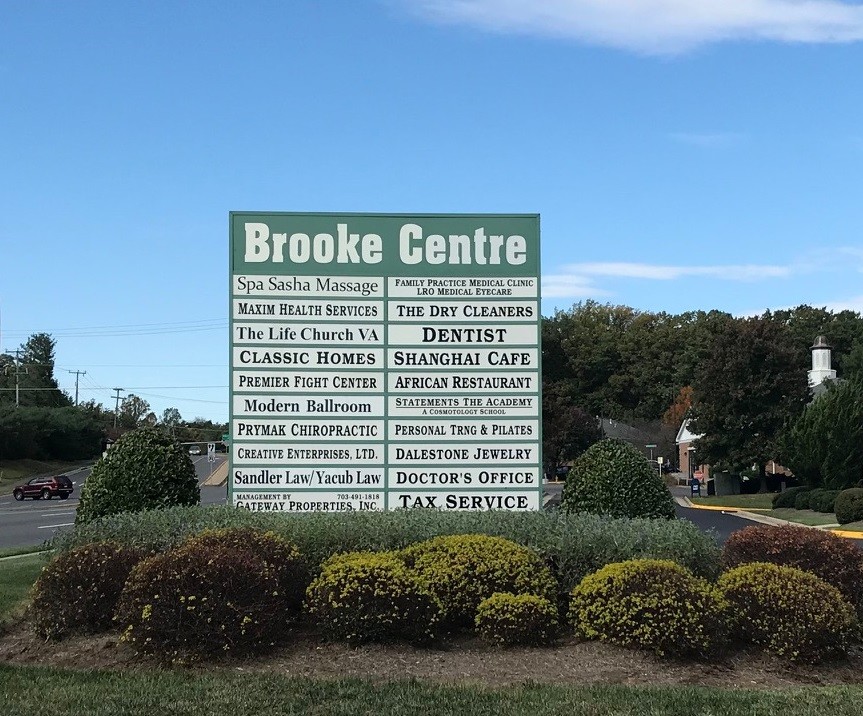 Brooke Centre
Spa Sasha Massage
MAXIM HEALTH SERVICES
The Life Church VA
CLASSIC HOMES
PREMIER FIGHT CENTER
Modern Ballroom
PRYMAK CHIROPRACTIC
CREATIVE ENTERPRISES, LTD.
Sandler Law/Yacub Law
MANAGEMENT BY 703-491-1818
GATEWAY PROPERTIES, INC.
FAMILY PRACTICE MEDICAL CLINIC
LRO MEDICAL EYECARE
THE DRY CLEANERS
DENTIST
SHANGHAI CAFE
AFRICAN RESTAURANT
STATEMENTS THE ACADEMY
A COSMOTOLOGY SCHOOL
PERSONAL TRNG & PILATES
DALESTONE JEWELRY
DOCTOR'S OFFICE
TAX SERVICE